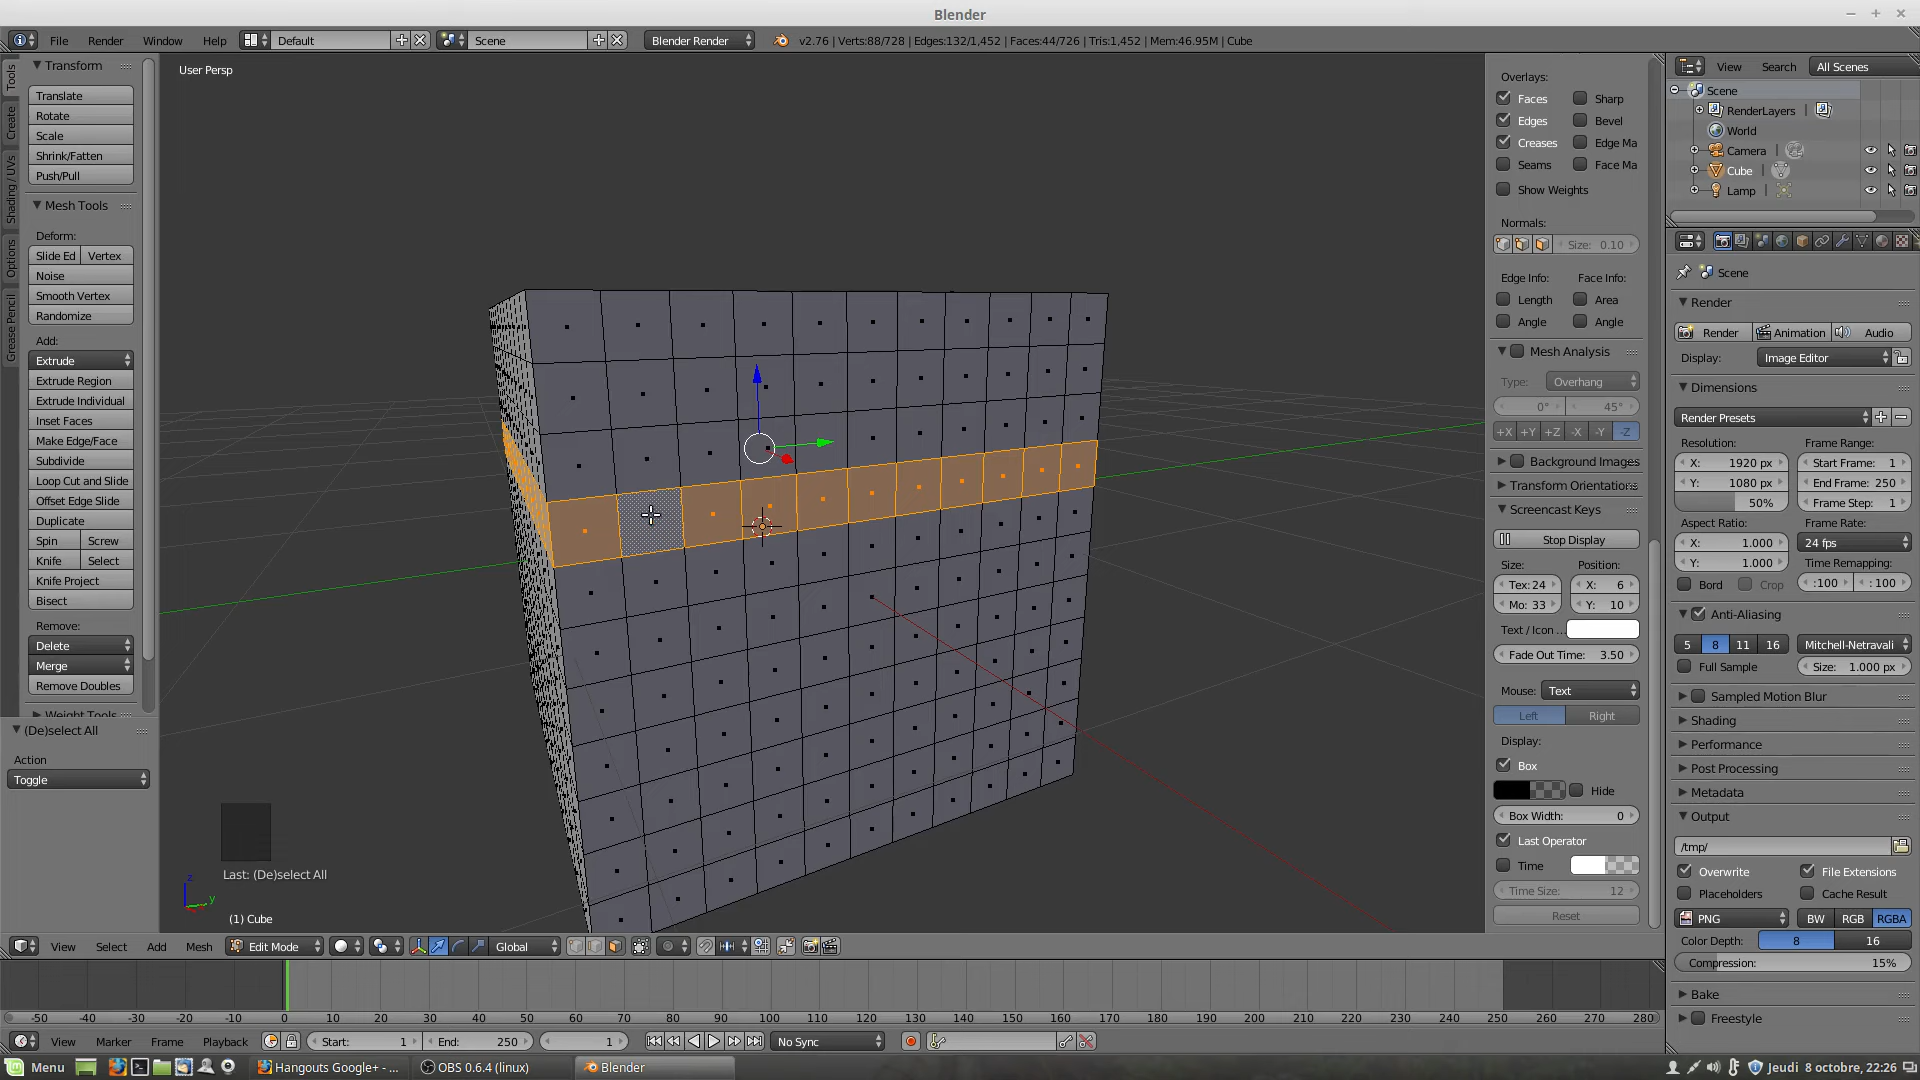 Blender
File Render Window Help Default Scene Blender Render v2.76 | Verts:88/728 | Edges:132/1,452 | Faces:44/726 | Tris:1,452 | Mem:46.95M | Cube
Tools
Create
Shading / UVs
Options
Grease Pencil
Transform
Translate
Rotate
Scale
Shrink/Fatten
Push/Pull
Mesh Tools
Deform:
Slide Ed Vertex
Noise
Smooth Vertex
Randomize
Add:
Extrude
Extrude Region
Extrude Individual
Inset Faces
Make Edge/Face
Subdivide
Loop Cut and Slide
Offset Edge Slide
Duplicate
Spin Screw
Knife Select
Knife Project
Bisect
Remove:
Delete
Merge
Remove Doubles
Weight Tools
(De)select All
Action
Toggle
User Persp
Last: (De)select All
z
y
(1) Cube
Overlays:
Faces Sharp
Edges Bevel
Creases Edge Ma
Seams Face Ma
Show Weights
Normals:
Size: 0.10
Edge Info: Face Info:
Length Area
Angle Angle
Mesh Analysis
Type: Overhang
0° 45°
+X +Y +Z -X -Y -Z
Background Images
Transform Orientations
Screencast Keys
Stop Display
Size: Position:
Tex: 24 X: 6
Mo: 33 Y: 10
Text / Icon ...
Fade Out Time: 3.50
Mouse: Text
Left Right
Display:
Box
Hide
Box Width: 0
Last Operator
Time
Time Size: 12
Reset
View Search All Scenes
Scene
RenderLayers |
World
Camera |
Cube |
Lamp |
Scene
Render
Render Animation Audio
Display: Image Editor
Dimensions
Render Presets
Resolution: Frame Range:
X: 1920 px Start Frame: 1
Y: 1080 px End Frame: 250
50% Frame Step: 1
Aspect Ratio: Frame Rate:
X: 1.000 24 fps
Y: 1.000 Time Remapping:
Bord Crop :100 : 100
Anti-Aliasing
5 8 11 16 Mitchell-Netravali
Full Sample Size: 1.000 px
Sampled Motion Blur
Shading
Performance
Post Processing
Metadata
Output
/tmp/
Overwrite File Extensions
Placeholders Cache Result
PNG BW RGB RGBA
Color Depth: 8 16
Compression: 15%
Bake
Freestyle
View Select Add Mesh Edit Mode Global
-50 -40 -30 -20 -10 0 10 20 30 40 50 60 70 80 90 100 110 120 130 140 150 160 170 180 190 200 210 220 230 240 250 260 270 280
View Marker Frame Playback Start: 1 End: 250 1 No Sync
Menu Hangouts Google+ - ... OBS 0.6.4 (linux) Blender Jeudi 8 octobre, 22:26